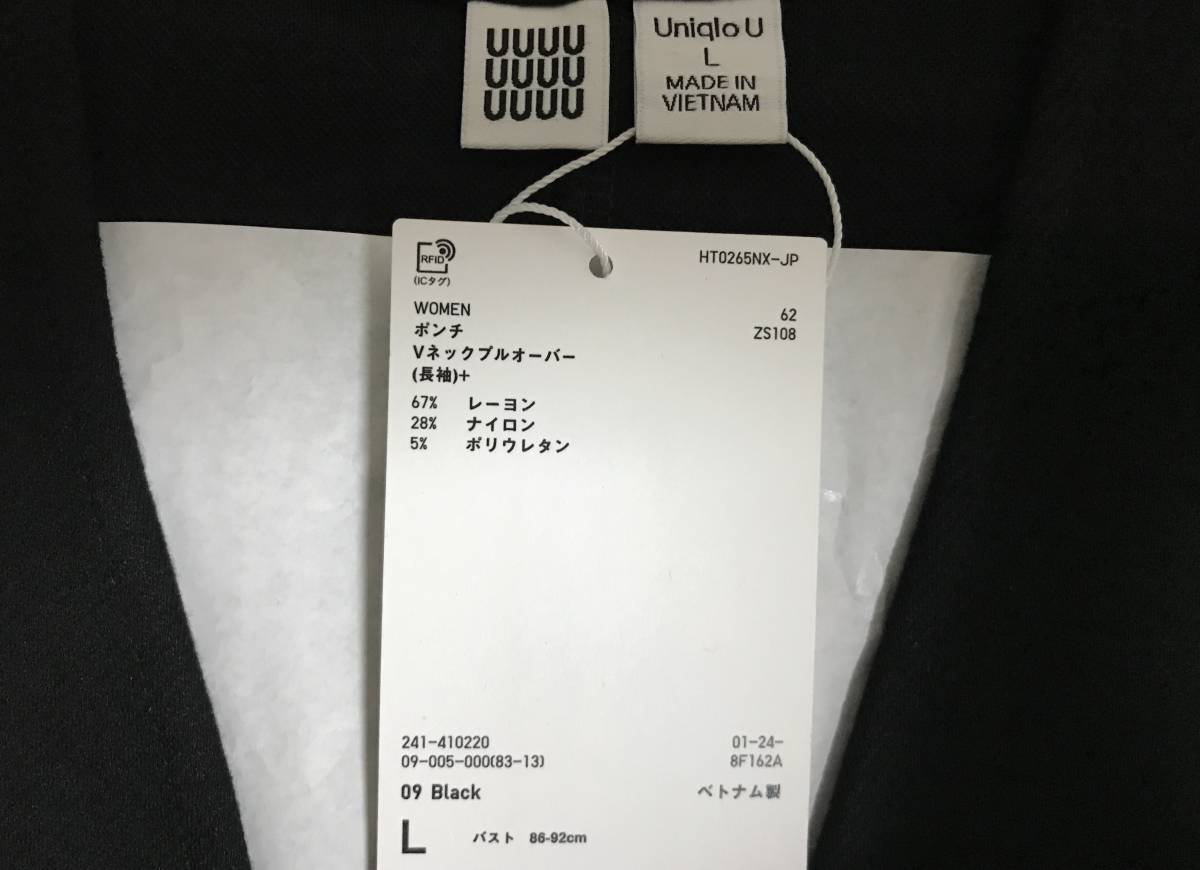 UUUU
UUUU
UUUU
Uniqlo U
L
MADE IN
VIETNAM
RFID
(ICタグ)
HT0265NX-JP
WOMEN
62
ポンチ
ZS108
Vネックプルオーバー
(長袖)+
67% レーヨン
28% ナイロン
5% ポリウレタン
241-410220
01-24-
09-005-000(83-13)
8F162A
09 Black
ベトナム製
L
バスト 86-92cm